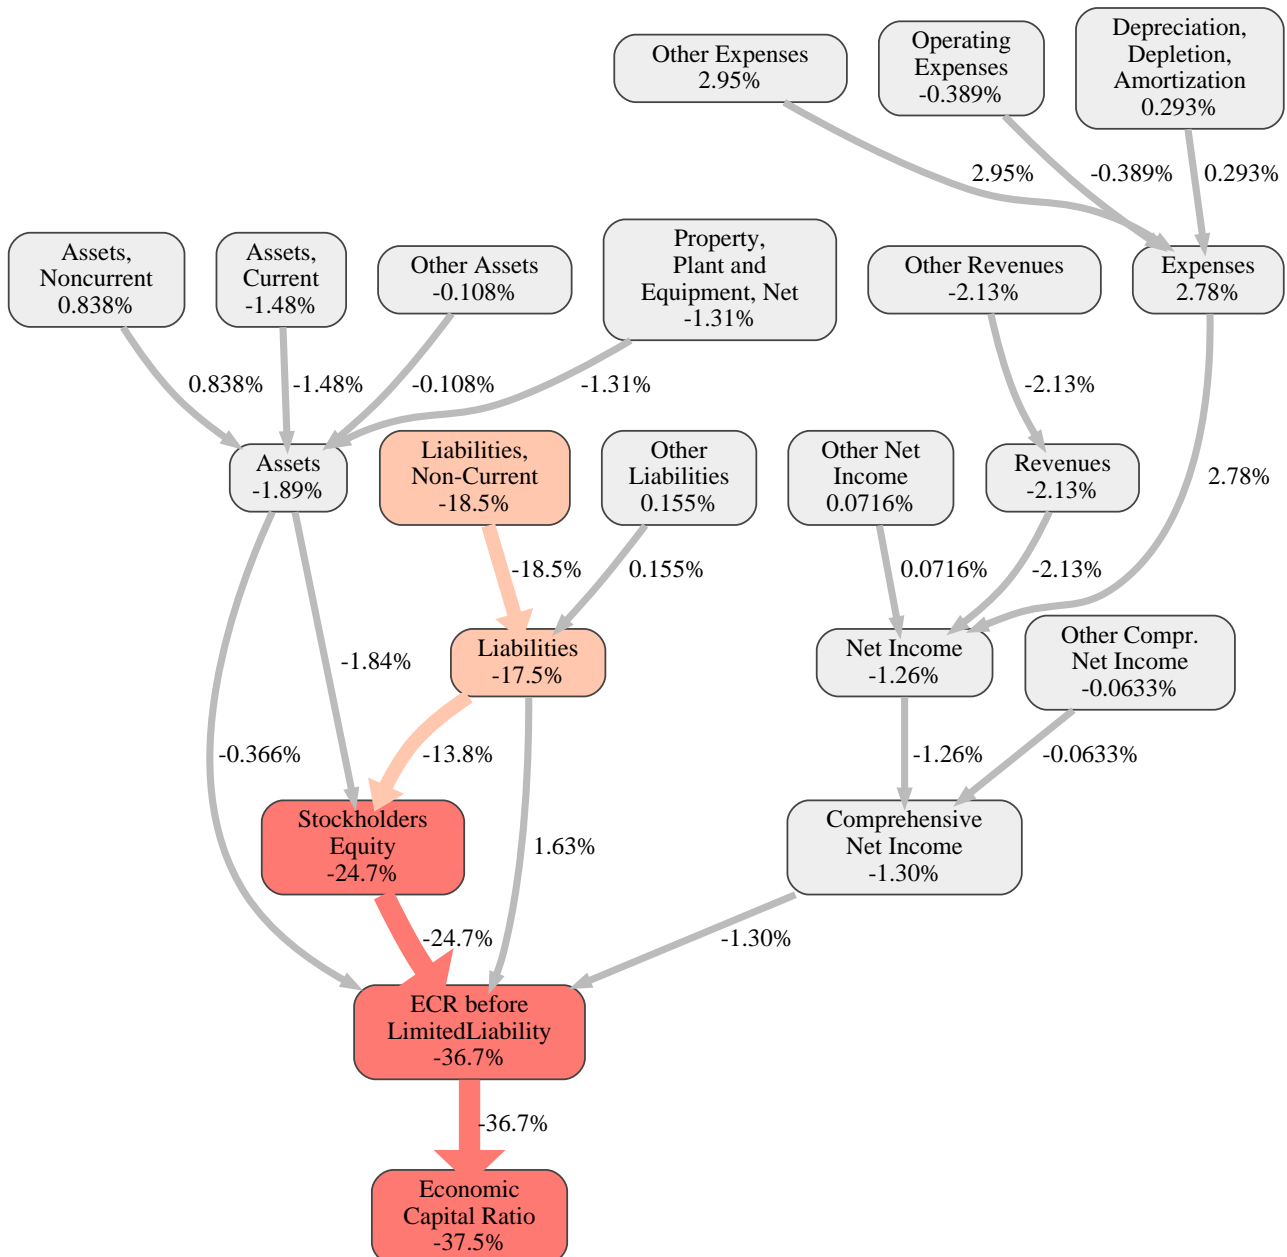 Other Expenses
2.95%
Operating
Expenses
-0.389%
Depreciation,
Depletion,
Amortization
0.293%
2.95%
-0.389%
0.293%
Assets,
Noncurrent
0.838%
Assets,
Current
-1.48%
Other Assets
-0.108%
Property,
Plant and
Equipment, Net
-1.31%
Other Revenues
-2.13%
Expenses
2.78%
0.838%
-1.48%
-0.108%
-1.31%
-2.13%
2.78%
Assets
-1.89%
Liabilities,
Non-Current
-18.5%
Other
Liabilities
0.155%
Other Net
Income
0.0716%
Revenues
-2.13%
-18.5%
0.155%
0.0716%
-2.13%
-1.84%
Liabilities
-17.5%
Net Income
-1.26%
Other Compr.
Net Income
-0.0633%
-0.366%
-13.8%
-1.26%
-0.0633%
Stockholders
Equity
-24.7%
1.63%
Comprehensive
Net Income
-1.30%
-24.7%
-1.30%
ECR before
LimitedLiability
-36.7%
-36.7%
Economic
Capital Ratio
-37.5%